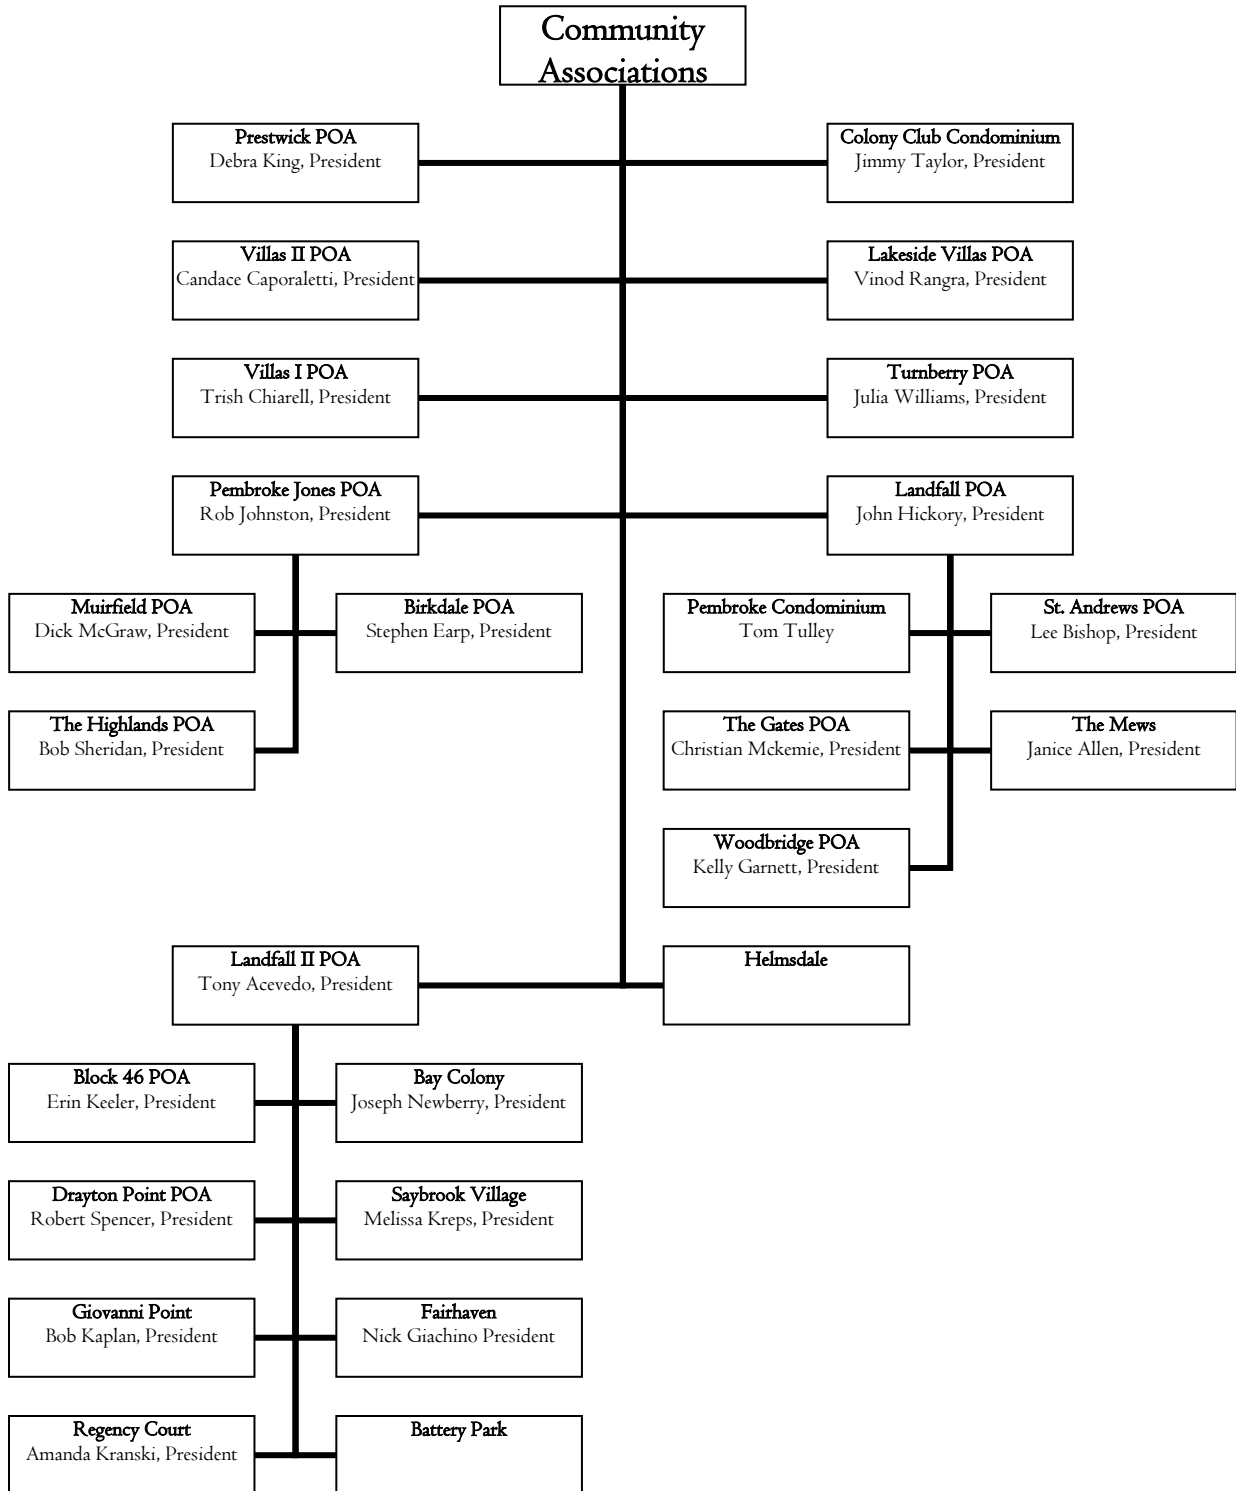 Community
Associations
Prestwick POA
Debra King, President
Colony Club Condominium
Jimmy Taylor, President
Villas II POA
Candace Caporaletti, President
Lakeside Villas POA
Vinod Rangra, President
Villas I POA
Trish Chiarell, President
Turnberry POA
Julia Williams, President
Pembroke Jones POA
Rob Johnston, President
Landfall POA
John Hickory, President
Muirfield POA
Dick McGraw, President
Birkdale POA
Stephen Earp, President
Pembroke Condominium
Tom Tulley
St. Andrews POA
Lee Bishop, President
The Highlands POA
Bob Sheridan, President
The Gates POA
Christian Mckemie, President
The Mews
Janice Allen, President
Woodbridge POA
Kelly Garnett, President
Landfall II POA
Tony Acevedo, President
Helmsdale
Block 46 POA
Erin Keeler, President
Bay Colony
Joseph Newberry, President
Drayton Point POA
Robert Spencer, President
Saybrook Village
Melissa Kreps, President
Giovanni Point
Bob Kaplan, President
Fairhaven
Nick Giachino President
Regency Court
Amanda Kranski, President
Battery Park